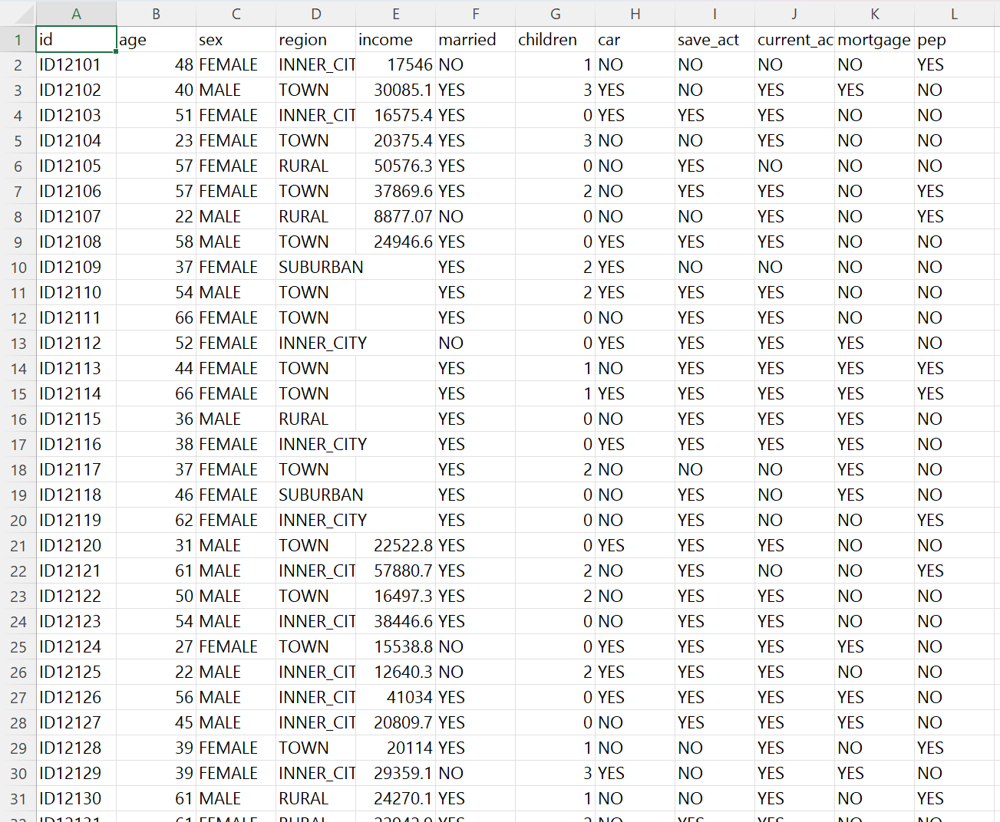 A B C D E F G H I J K L
1 id age sex region income married children car save_act current_ac mortgage pep
2 ID12101 48 FEMALE INNER_CIT 17546 NO 1 NO NO NO NO YES
3 ID12102 40 MALE TOWN 30085.1 YES 3 YES NO YES YES NO
4 ID12103 51 FEMALE INNER_CIT 16575.4 YES 0 YES YES YES NO NO
5 ID12104 23 FEMALE TOWN 20375.4 YES 3 NO NO YES NO NO
6 ID12105 57 FEMALE RURAL 50576.3 YES 0 NO YES NO NO NO
7 ID12106 57 FEMALE TOWN 37869.6 YES 2 NO YES YES NO YES
8 ID12107 22 MALE RURAL 8877.07 NO 0 NO NO YES NO YES
9 ID12108 58 MALE TOWN 24946.6 YES 0 YES YES YES NO NO
10 ID12109 37 FEMALE SUBURBAN YES 2 YES NO NO NO NO
11 ID12110 54 MALE TOWN YES 2 YES YES YES NO NO
12 ID12111 66 FEMALE TOWN YES 0 NO YES YES NO NO
13 ID12112 52 FEMALE INNER_CITY NO 0 YES YES YES YES NO
14 ID12113 44 FEMALE TOWN YES 1 NO YES YES YES YES
15 ID12114 66 FEMALE TOWN YES 1 YES YES YES YES YES
16 ID12115 36 MALE RURAL YES 0 NO YES YES YES NO
17 ID12116 38 FEMALE INNER_CITY YES 0 YES YES YES YES NO
18 ID12117 37 FEMALE TOWN YES 2 NO NO NO YES NO
19 ID12118 46 FEMALE SUBURBAN YES 0 NO YES NO YES NO
20 ID12119 62 FEMALE INNER_CITY YES 0 NO YES NO NO YES
21 ID12120 31 MALE TOWN 22522.8 YES 0 YES YES YES NO NO
22 ID12121 61 MALE INNER_CIT 57880.7 YES 2 NO YES NO NO YES
23 ID12122 50 MALE TOWN 16497.3 YES 2 NO YES YES NO NO
24 ID12123 54 MALE INNER_CIT 38446.6 YES 0 NO YES YES NO NO
25 ID12124 27 FEMALE TOWN 15538.8 NO 0 YES YES YES YES NO
26 ID12125 22 MALE INNER_CIT 12640.3 NO 2 YES YES YES NO NO
27 ID12126 56 MALE INNER_CIT 41034 YES 0 YES YES YES YES NO
28 ID12127 45 MALE INNER_CIT 20809.7 YES 0 NO YES YES YES NO
29 ID12128 39 FEMALE TOWN 20114 YES 1 NO NO YES NO YES
30 ID12129 39 FEMALE INNER_CIT 29359.1 NO 3 YES NO YES YES NO
31 ID12130 61 MALE RURAL 24270.1 YES 1 NO NO YES NO YES